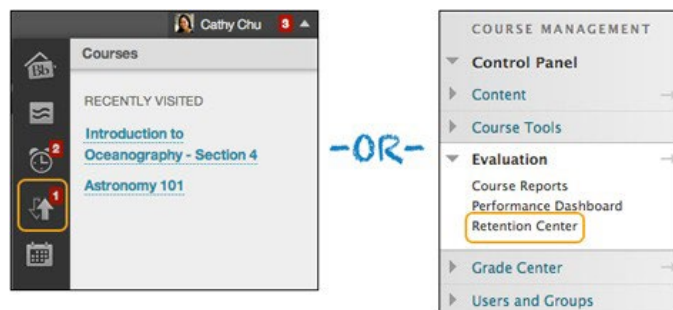 Cathy Chu 3
Courses
Bb
RECENTLY VISITED
Introduction to
Oceanography - Section 4
Astronomy 101
2
1
-OR-
COURSE MANAGEMENT
Control Panel
Content
Course Tools
Evaluation
Course Reports
Performance Dashboard
Retention Center
Grade Center
Users and Groups